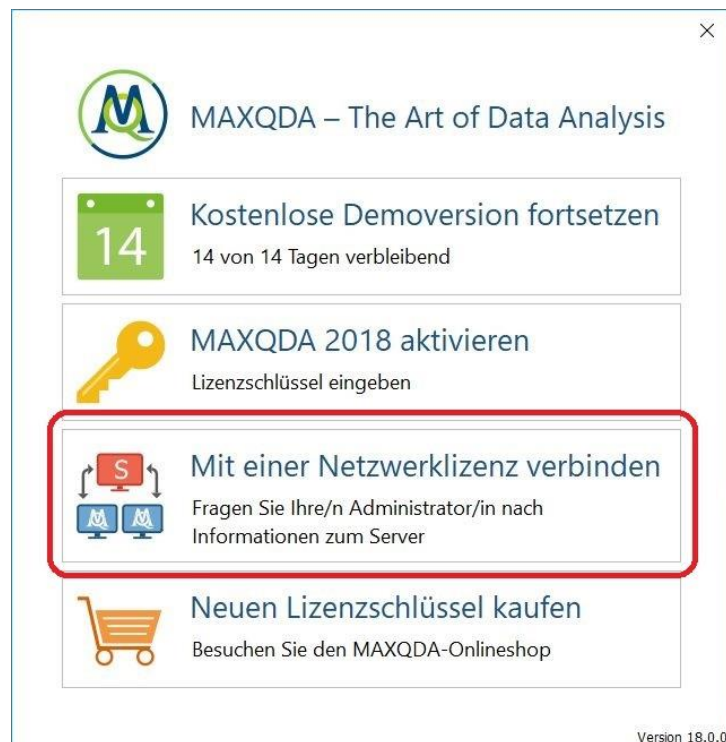 MAXQDA – The Art of Data Analysis
14
Kostenlose Demoversion fortsetzen
14 von 14 Tagen verbleibend
MAXQDA 2018 aktivieren
Lizenzschlüssel eingeben
S
Mit einer Netzwerklizenz verbinden
Fragen Sie Ihre/n Administrator/in nach
Informationen zum Server
Neuen Lizenzschlüssel kaufen
Besuchen Sie den MAXQDA-Onlineshop
Version 18.0.0